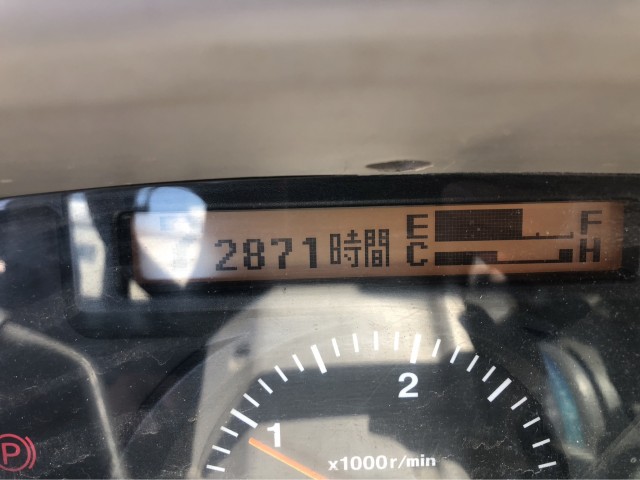 2871時間 E F
C H
2
1
x1000r/min
P